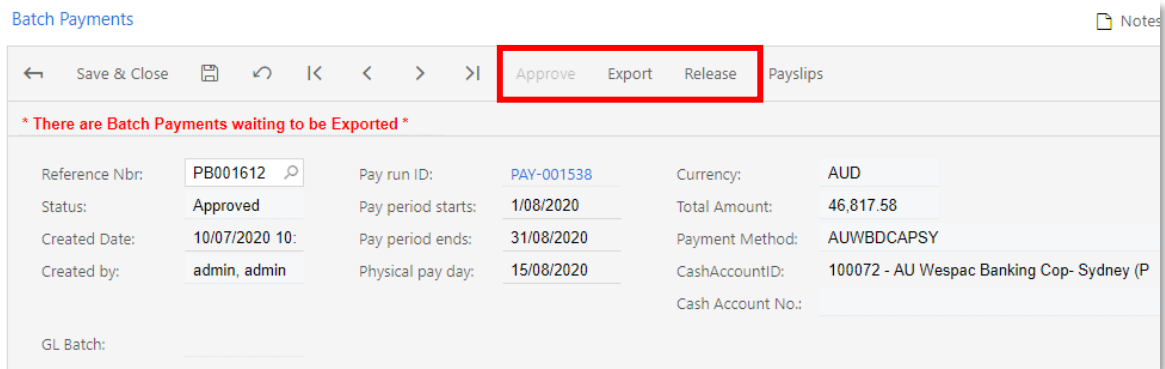 Batch Payments Notes
Save & Close Approve Export Release Payslips
* There are Batch Payments waiting to be Exported *
Reference Nbr: PB001612 Pay run ID: PAY-001538 Currency: AUD
Status: Approved Pay period starts: 1/08/2020 Total Amount: 46,817.58
Created Date: 10/07/2020 10: Pay period ends: 31/08/2020 Payment Method: AUWBDCAPSY
Created by: admin, admin Physical pay day: 15/08/2020 CashAccountID: 100072 - AU Wespac Banking Cop- Sydney (P
Cash Account No.:
GL Batch: